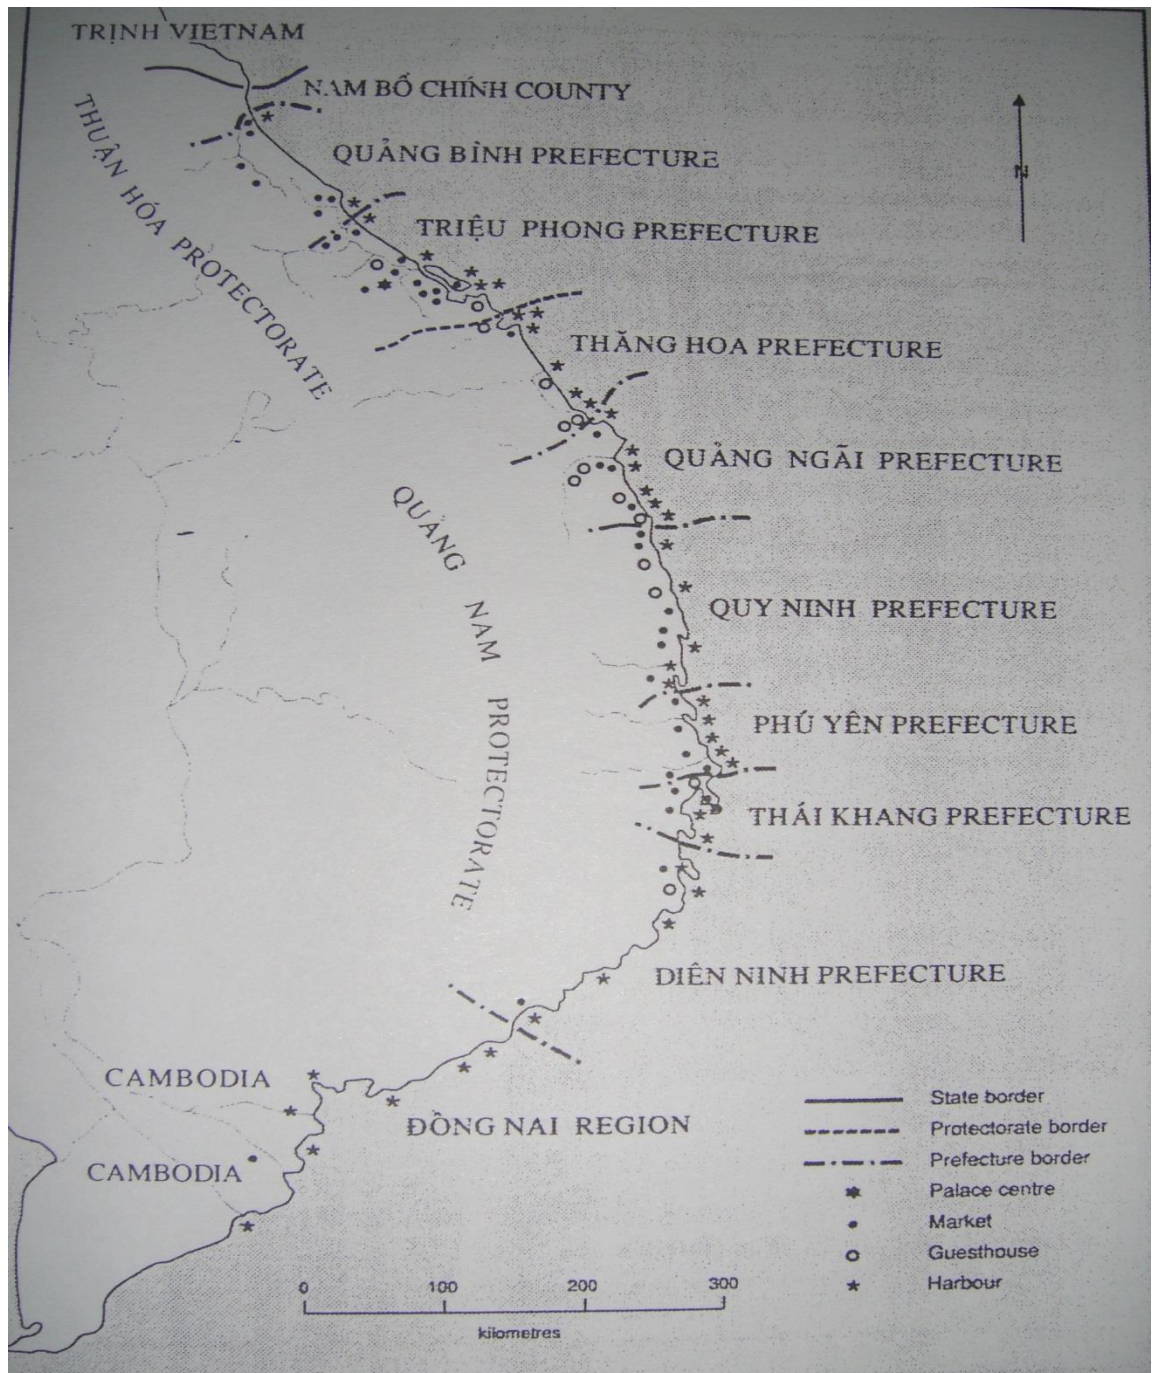 TRỊNH VIETNAM
NAM BỐ CHÍNH COUNTY
THUẬN HÓA PROTECTORATE
QUẢNG BÌNH PREFECTURE
N
TRIỆU PHONG PREFECTURE
THĂNG HOA PREFECTURE
QUẢNG NGÃI PREFECTURE
QUẢNG NAM PROTECTORATE
QUY NINH PREFECTURE
PHÚ YÊN PREFECTURE
THÁI KHANG PREFECTURE
DIÊN NINH PREFECTURE
CAMBODIA
ĐỒNG NAI REGION
CAMBODIA
State border
Protectorate border
Prefecture border
Palace centre
Market
Guesthouse
Harbour
0 100 200 300
kilometres